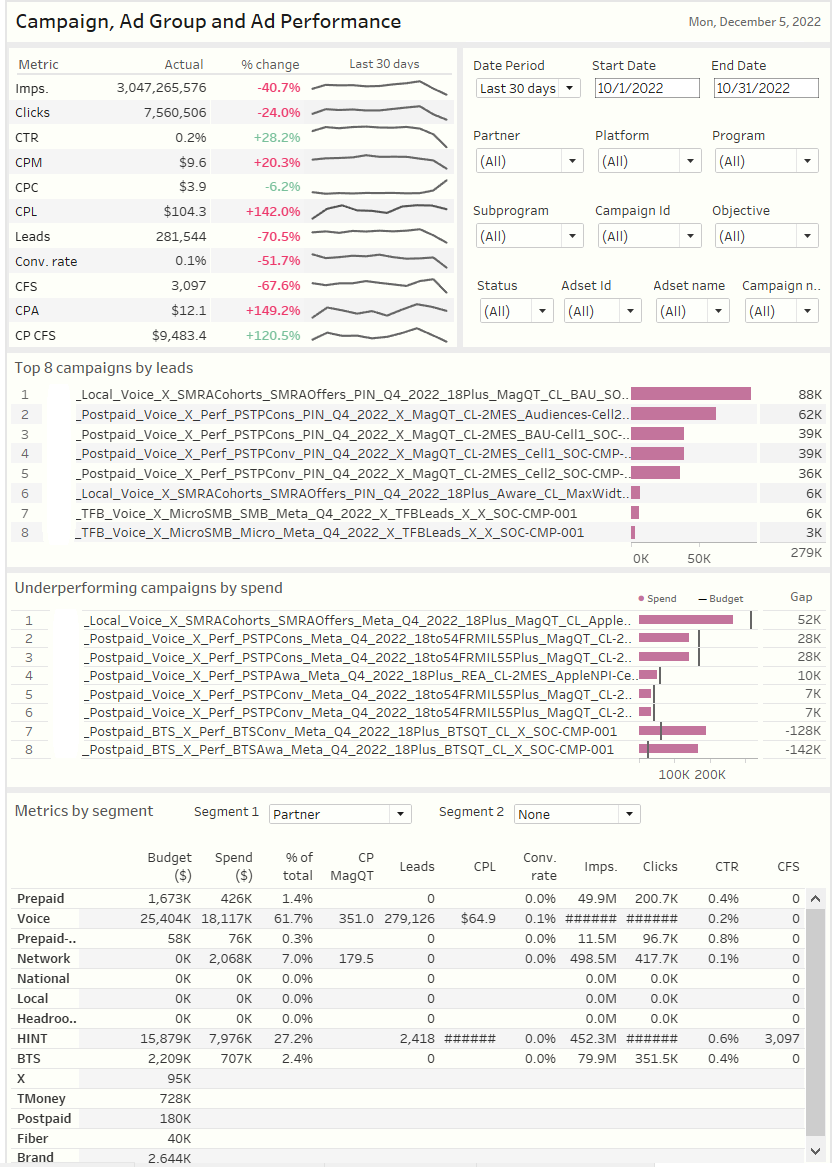 Campaign, Ad Group and Ad Performance
Mon, December 5, 2022
Metric Actual % change Last 30 days
Imps. 3,047,265,576 -40.7%
Clicks 7,560,506 -24.0%
CTR 0.2% +28.2%
CPM $9.6 +20.3%
CPC $3.9 -6.2%
CPL $104.3 +142.0%
Leads 281,544 -70.5%
Conv. rate 0.1% -51.7%
CFS 3,097 -67.6%
CPA $12.1 +149.2%
CP CFS $9,483.4 +120.5%
Date Period Start Date End Date
Last 30 days 10/1/2022 10/31/2022
Partner Platform Program
(All) (All) (All)
Subprogram Campaign Id Objective
(All) (All) (All)
Status Adset Id Adset name Campaign n..
(All) (All) (All) (All)
Top 8 campaigns by leads
1 _Local_Voice_X_SMRACohorts_SMRAOffers_PIN_Q4_2022_18Plus_MagQT_CL_BAU_SO.. 88K
2 _Postpaid_Voice_X_Perf_PSTPCons_PIN_Q4_2022_X_MagQT_CL-2MES_Audiences-Cell2.. 62K
3 _Postpaid_Voice_X_Perf_PSTPCons_PIN_Q4_2022_X_MagQT_CL-2MES_BAU-Cell1_SOC-.. 39K
4 _Postpaid_Voice_X_Perf_PSTPConv_PIN_Q4_2022_X_MagQT_CL-2MES_Cell1_SOC-CMP-.. 39K
5 _Postpaid_Voice_X_Perf_PSTPConv_PIN_Q4_2022_X_MagQT_CL-2MES_Cell2_SOC-CMP-.. 36K
6 _Local_Voice_X_SMRACohorts_SMRAOffers_PIN_Q4_2022_18Plus_Aware_CL_MaxWidt.. 6K
7 _TFB_Voice_X_MicroSMB_SMB_Meta_Q4_2022_X_TFBLeads_X_X_SOC-CMP-001 6K
8 _TFB_Voice_X_MicroSMB_Micro_Meta_Q4_2022_X_TFBLeads_X_X_SOC-CMP-001 3K
0K 50K 279K
Underperforming campaigns by spend
Spend Budget Gap
1 _Local_Voice_X_SMRACohorts_SMRAOffers_Meta_Q4_2022_18Plus_MagQT_CL_Apple.. 52K
2 _Postpaid_Voice_X_Perf_PSTPCons_Meta_Q4_2022_18to54FRMIL55Plus_MagQT_CL-2.. 28K
3 _Postpaid_Voice_X_Perf_PSTPCons_Meta_Q4_2022_18to54FRMIL55Plus_MagQT_CL-2.. 28K
4 _Postpaid_Voice_X_Perf_PSTPAwa_Meta_Q4_2022_18Plus_REA_CL-2MES_AppleNPI-Ce.. 10K
5 _Postpaid_Voice_X_Perf_PSTPConv_Meta_Q4_2022_18to54FRMIL55Plus_MagQT_CL-2.. 7K
6 _Postpaid_Voice_X_Perf_PSTPConv_Meta_Q4_2022_18to54FRMIL55Plus_MagQT_CL-2.. 7K
7 _Postpaid_BTS_X_Perf_BTSConv_Meta_Q4_2022_18Plus_BTSQT_CL_X_SOC-CMP-001 -128K
8 _Postpaid_BTS_X_Perf_BTSAwa_Meta_Q4_2022_18Plus_BTSQT_CL_X_SOC-CMP-001 -142K
100K 200K
Metrics by segment Segment 1 Partner Segment 2 None
Budget Spend % of CP Leads CPL Conv. Imps. Clicks CTR CFS
($) ($) total MagQT rate
Prepaid 1,673K 426K 1.4% 0 0.0% 49.9M 200.7K 0.4% 0
Voice 25,404K 18,117K 61.7% 351.0 279,126 $64.9 0.1% ###### ###### 0.2% 0
Prepaid-.. 58K 76K 0.3% 0 0.0% 11.5M 96.7K 0.8% 0
Network 0K 2,068K 7.0% 179.5 0 0.0% 498.5M 417.7K 0.1% 0
National 0K 0K 0.0% 0 0.0M 0.0K 0
Local 0K 0K 0.0% 0 0.0M 0.0K 0
Headroo.. 0K 0K 0.0% 0 0.0M 0.0K 0
HINT 15,879K 7,976K 27.2% 2,418 ###### 0.0% 452.3M ###### 0.6% 3,097
BTS 2,209K 707K 2.4% 0 0.0% 79.9M 351.5K 0.4% 0
X 95K
TMoney 728K
Postpaid 180K
Fiber 40K
Brand 2,644K